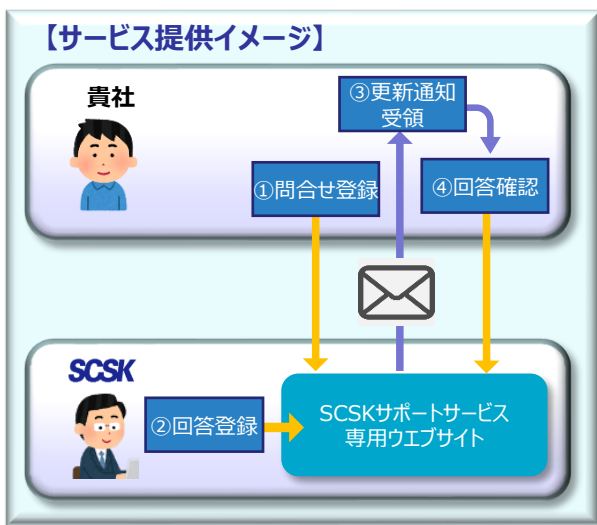 【サービス提供イメージ】
貴社
③更新通知
受領
①問合せ登録
④回答確認
SCSK
②回答登録
SCSKサポートサービス
専用ウエブサイト